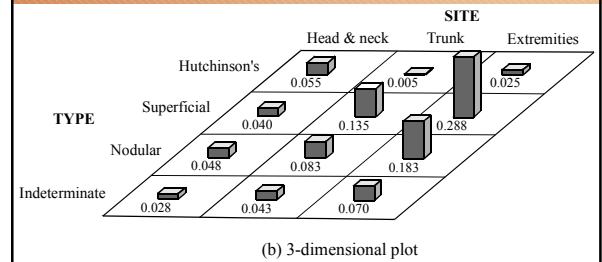 SITE
Head & neck Trunk Extremities
Hutchinson's
0.055 0.005 0.025
Superficial
0.040 0.135 0.288
TYPE
Nodular
0.048 0.083 0.183
Indeterminate
0.028 0.043 0.070
(b) 3-dimensional plot